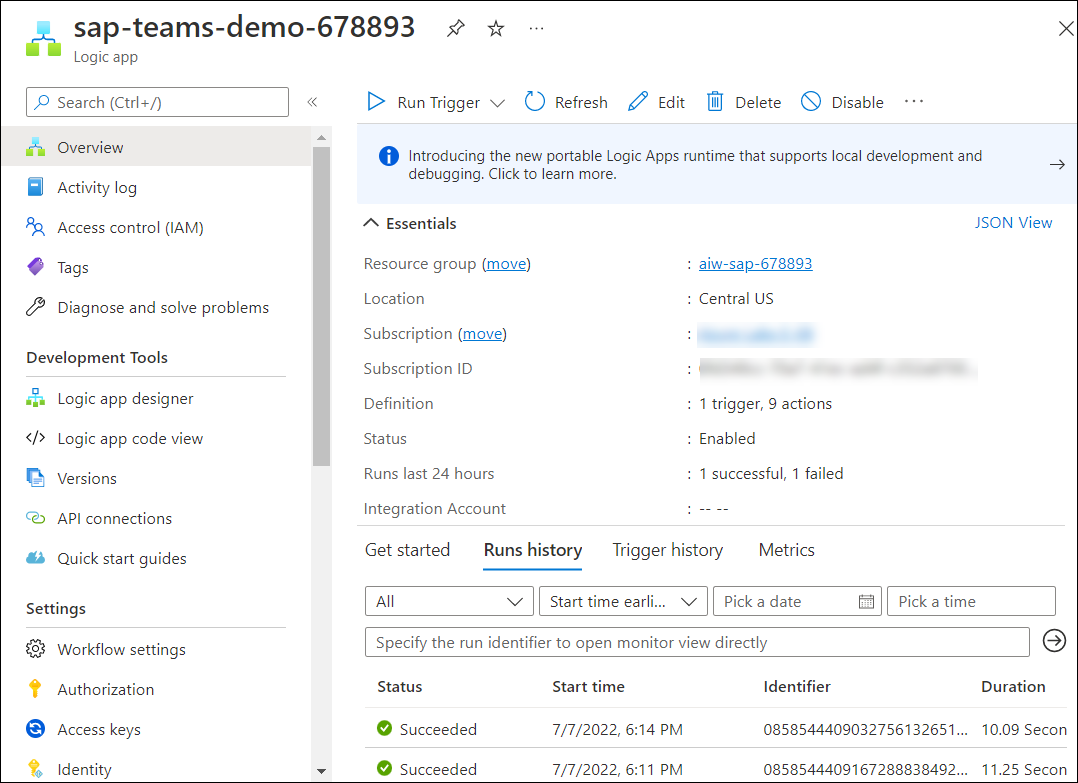 sap-teams-demo-678893
Logic app
Search (Ctrl+/)
«
Run Trigger
Refresh
Edit
Delete
Disable
Overview
Activity log
Access control (IAM)
Tags
Diagnose and solve problems
Development Tools
Logic app designer
Logic app code view
Versions
API connections
Quick start guides
Settings
Workflow settings
Authorization
Access keys
Identity
Introducing the new portable Logic Apps runtime that supports local development and
debugging. Click to learn more.
Essentials
JSON View
Resource group (move) : aiw-sap-678893
Location : Central US
Subscription (move) :
Subscription ID :
Definition : 1 trigger, 9 actions
Status : Enabled
Runs last 24 hours : 1 successful, 1 failed
Integration Account : -- --
Get started Runs history Trigger history Metrics
All Start time earli... Pick a date Pick a time
Specify the run identifier to open monitor view directly
Status Start time Identifier Duration
Succeeded 7/7/2022, 6:14 PM 0858544409032756132651... 10.09 Secon
Succeeded 7/7/2022, 6:11 PM 0858544409167288838492... 11.25 Secon